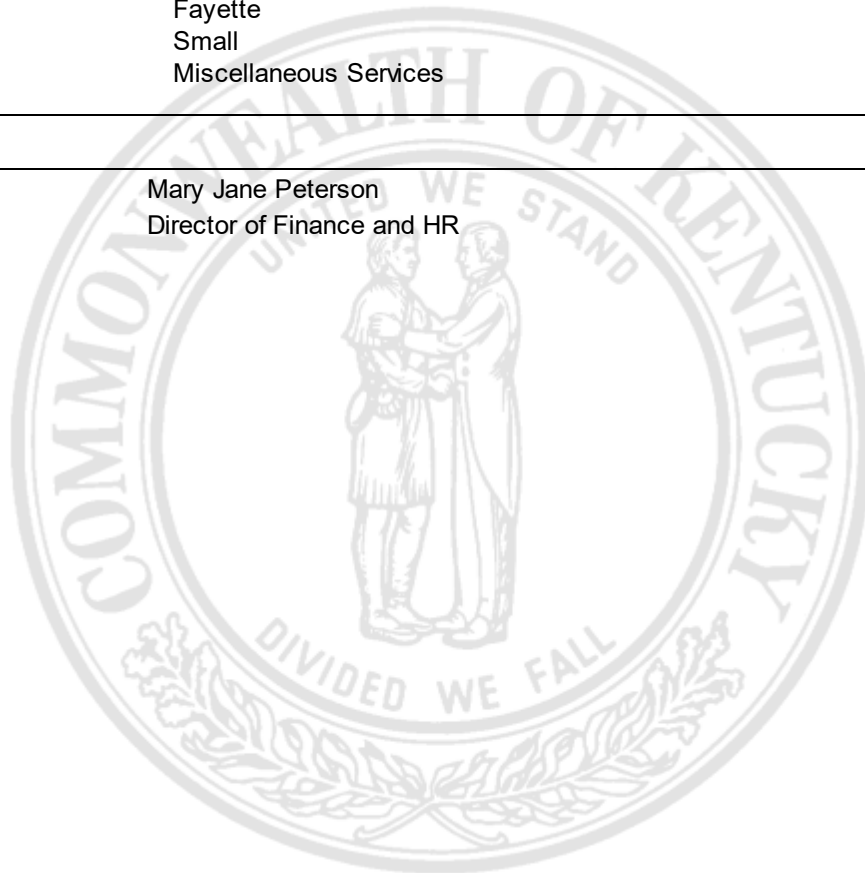 Fayette
Small
Miscellaneous Services
Mary Jane Peterson
Director of Finance and HR
COMMONWEALTH OF KENTUCKY
UNITED WE STAND
DIVIDED WE FALL